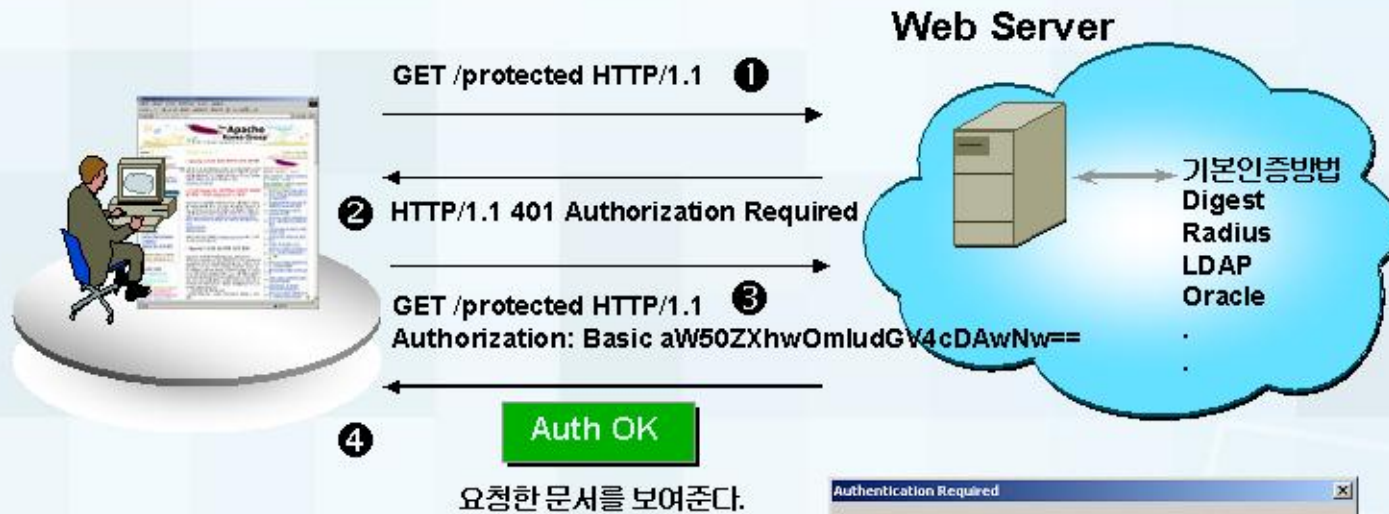 Web Server
GET /protected HTTP/1.1 ❶
Apache
❷ HTTP/1.1 401 Authorization Required
기본인증방법
Digest
Radius
LDAP
Oracle
.
.
GET /protected HTTP/1.1 ❸
Authorization: Basic aW50ZXhwOmludGV4cDAwNw==
❹
Auth OK
요청한 문서를 보여준다.
Authentication Required